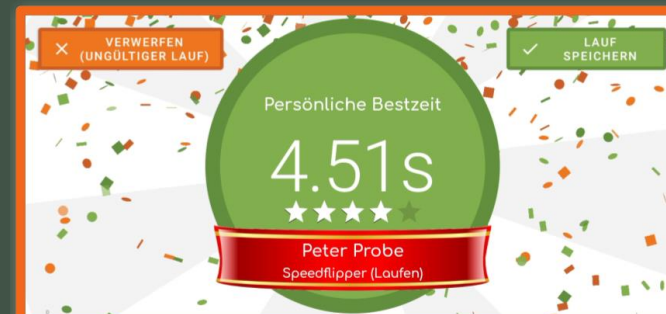 VERWERFEN
(UNGÜLTIGER LAUF)
LAUF
SPEICHERN
Persönliche Bestzeit
4.51s
Peter Probe
Speedflipper (Laufen)